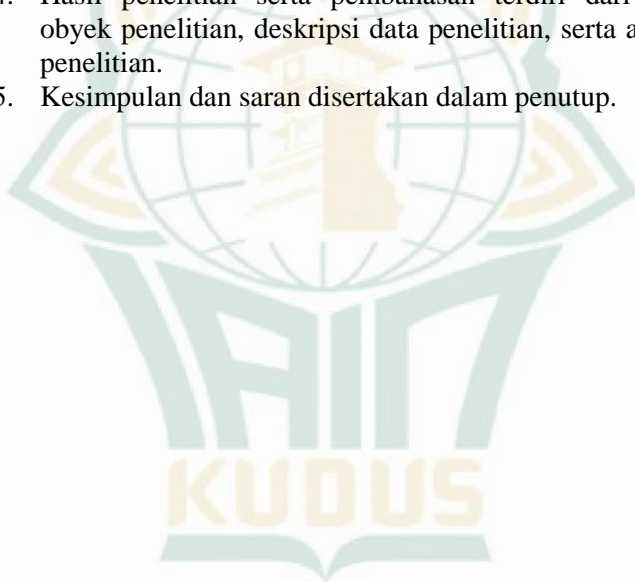 4. Hasil penelitian serta pembahasan terdiri dari
obyek penelitian, deskripsi data penelitian, serta a
penelitian.
5. Kesimpulan dan saran disertakan dalam penutup.
IAIN
KUDUS